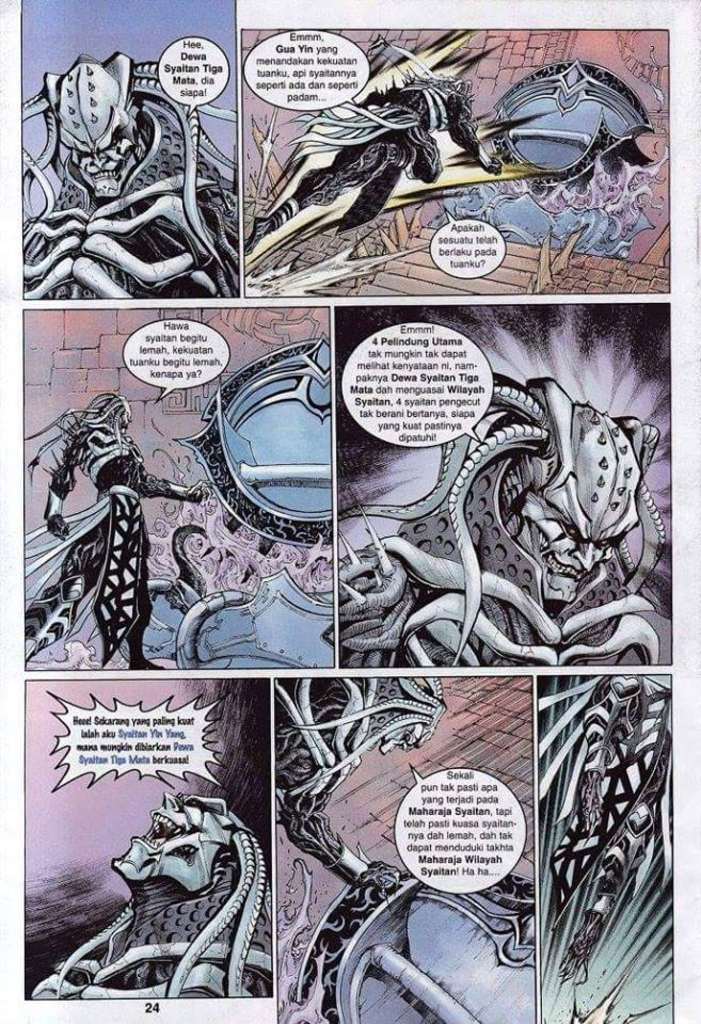 Hee,
Dewa
Syaitan Tiga
Mata, dia
siapa!
Emmm,
Gua Yin yang
menandakan kekuatan
tuanku, api syaitannya
seperti ada dan seperti
padam...
Apakah
sesuatu telah
berlaku pada
tuanku?
Hawa
syaitan begitu
lemah, kekuatan
tuanku begitu lemah,
kenapa ya?
Emmm!
4 Pelindung Utama
tak mungkin tak dapat
melihat kenyataan ni, nam-
paknya Dewa Syaitan Tiga
Mata dah menguasai Wilayah
Syaitan, 4 syaitan pengecut
tak berani bertanya, siapa
yang kuat pastinya
dipatuhi!
Heee! Sekarang yang paling kuat
ialah aku Syaitan Yin Yang,
mana mungkin dibiarkan Dewa
Syaitan Tiga Mata berkuasa!
Sekali
pun tak pasti apa
yang terjadi pada
Maharaja Syaitan, tapi
telah pasti kuasa syaitan-
nya dah lemah, dah tak
dapat menduduki takhta
Maharaja Wilayah
Syaitan! Ha ha....
24